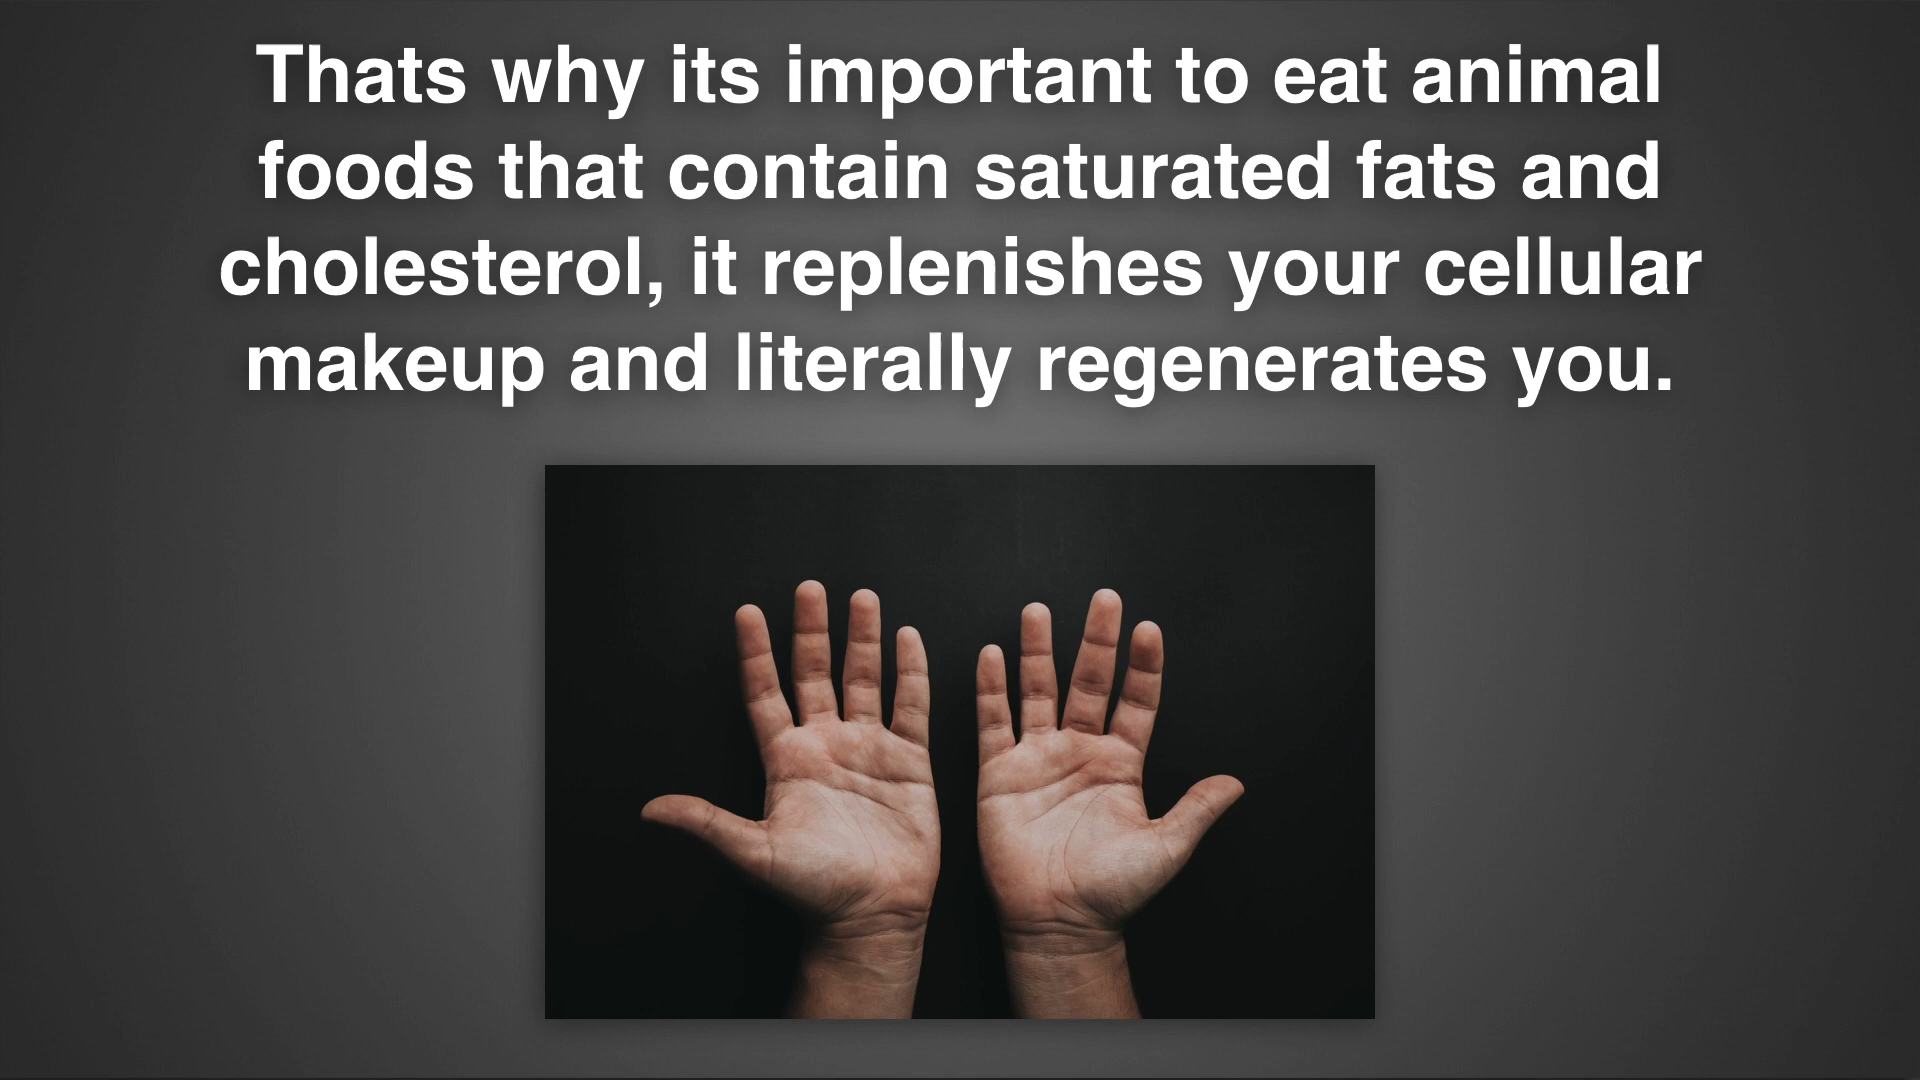 Thats why its important to eat animal
foods that contain saturated fats and
cholesterol, it replenishes your cellular
makeup and literally regenerates you.